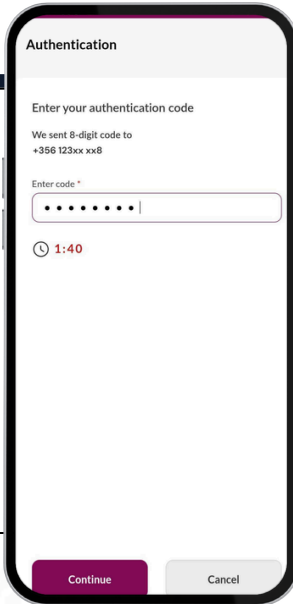 Authentication
Enter your authentication code
We sent 8-digit code to
+356 123xx xx8
Enter code *
••••••••
1:40
Continue
Cancel